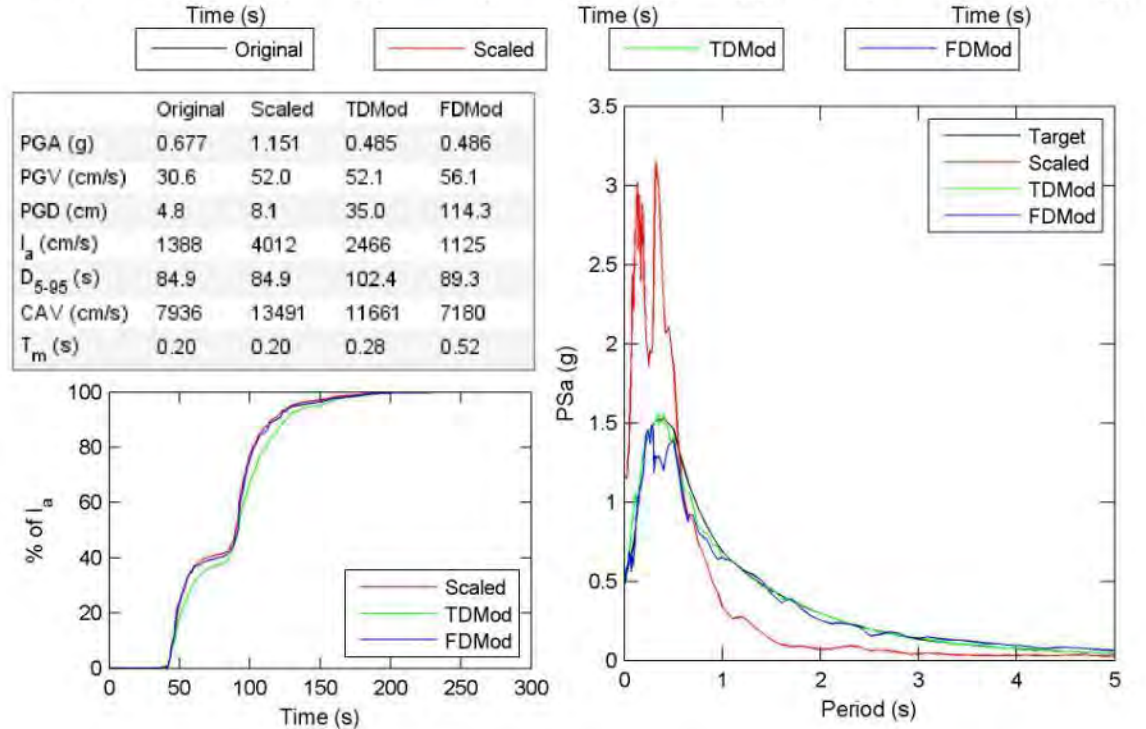 Time (s) Time (s) Time (s)
Original Scaled TDMod FDMod
Original Scaled TDMod FDMod
PGA (g) 0.677 1.151 0.485 0.486
PGV (cm/s) 30.6 52.0 52.1 56.1
PGD (cm) 4.8 8.1 35.0 114.3
I_a (cm/s) 1388 4012 2466 1125
D_5-95 (s) 84.9 84.9 102.4 89.3
CAV (cm/s) 7936 13491 11661 7180
T_m (s) 0.20 0.20 0.28 0.52
100
80
60
40
20
0
% of I_a
Scaled
TDMod
FDMod
0 50 100 150 200 250 300
Time (s)
3.5
3
2.5
2
1.5
1
0.5
0
PSa (g)
Target
Scaled
TDMod
FDMod
0 1 2 3 4 5
Period (s)